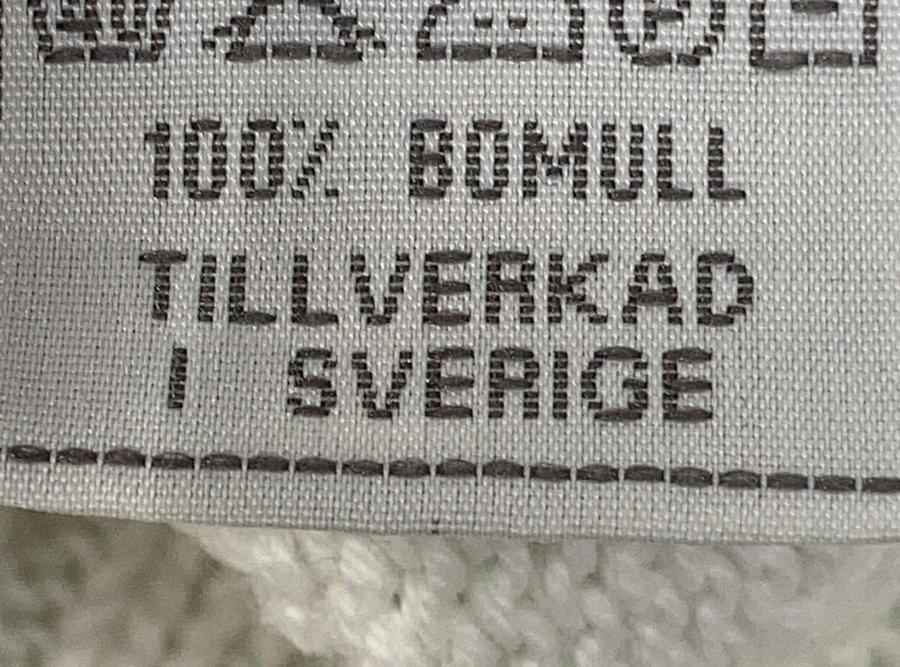 100% BOMULL
TILLVERKAD
I SVERIGE